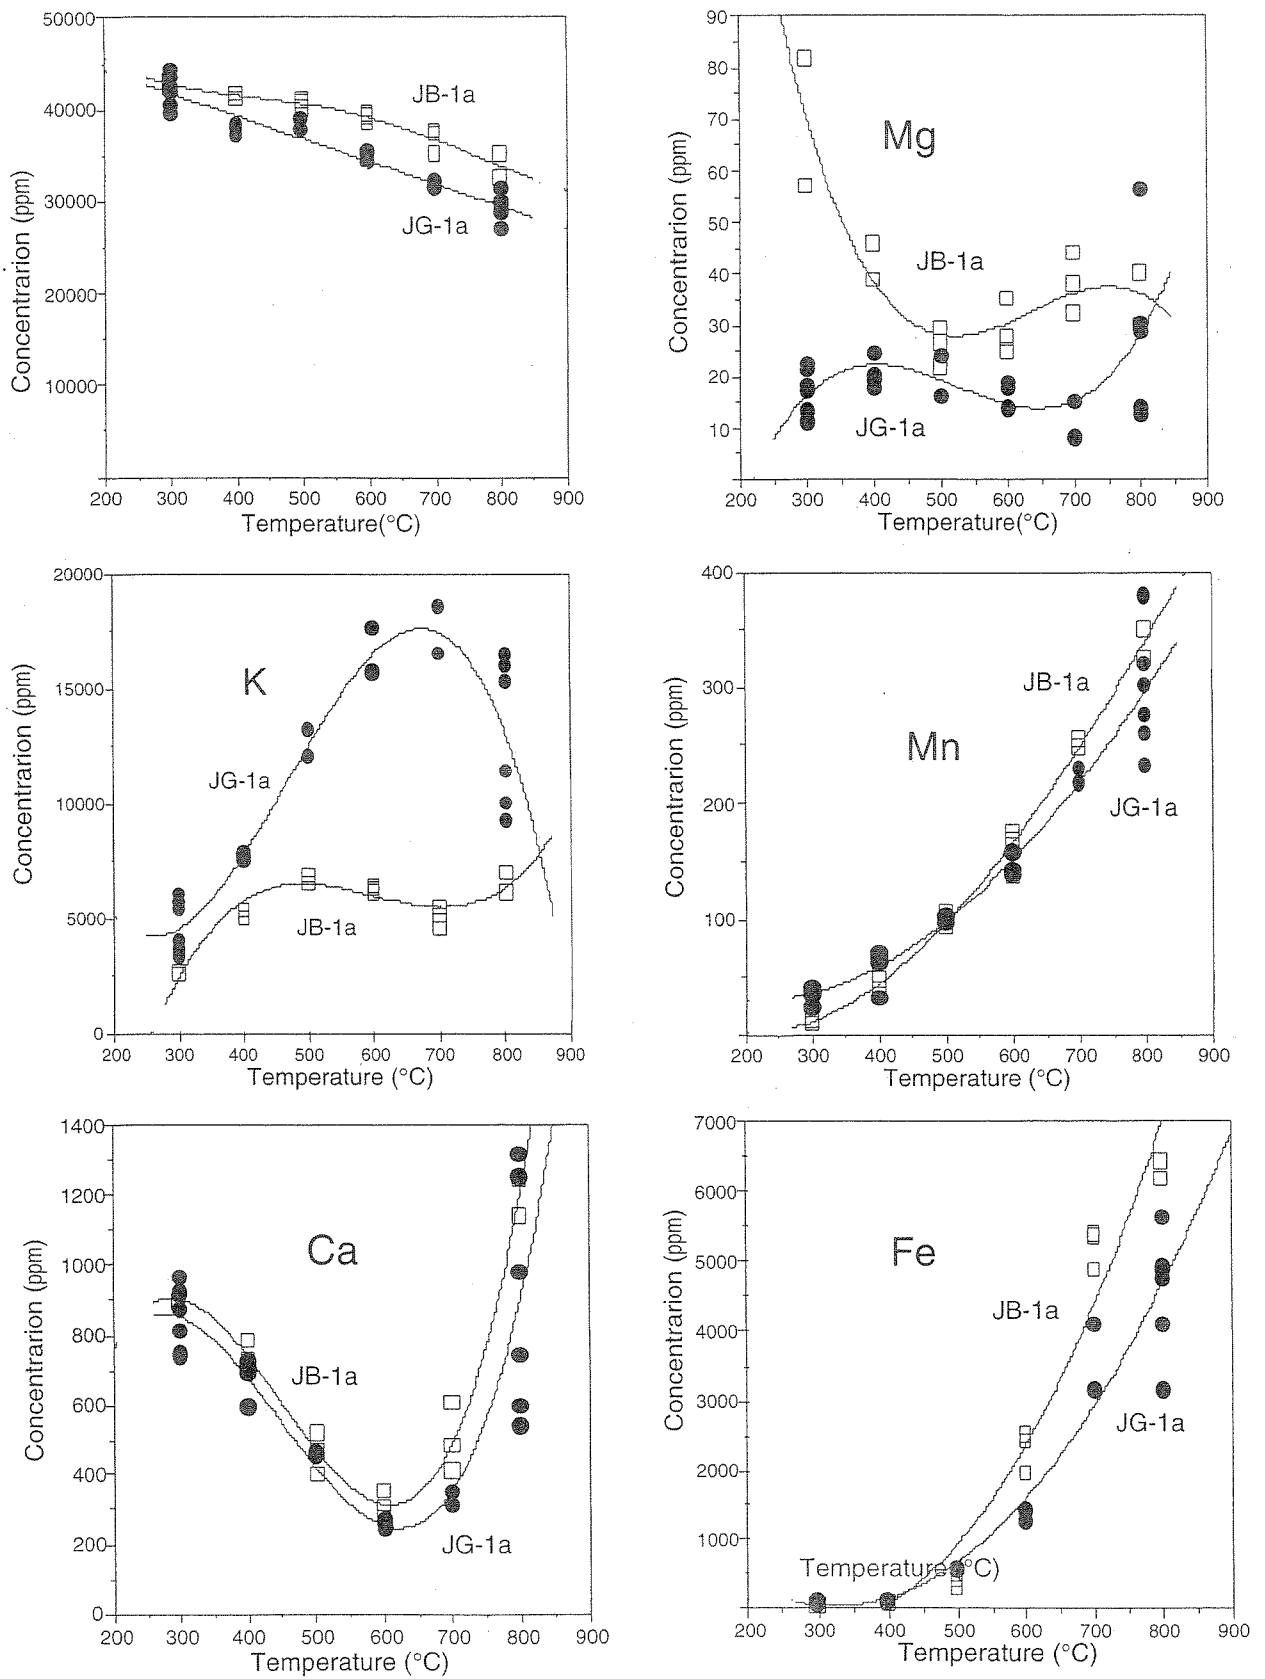 50000
40000
30000
20000
10000
Concentrarion (ppm)
JB-1a
JG-1a
200 300 400 500 600 700 800 900
Temperature(°C)
90
80
70
60
50
40
30
20
10
Concentrarion (ppm)
Mg
JB-1a
JG-1a
200 300 400 500 600 700 800 900
Temperature(°C)
20000
15000
10000
5000
0
Concentrarion (ppm)
K
JG-1a
JB-1a
200 300 400 500 600 700 800 900
Temperature (°C)
400
300
200
100
Concentrarion (ppm)
JB-1a
Mn
JG-1a
200 300 400 500 600 700 800 900
Temperature (°C)
1400
1200
1000
800
600
400
200
0
Concentrarion (ppm)
Ca
JB-1a
JG-1a
200 300 400 500 600 700 800 900
Temperature (°C)
7000
6000
5000
4000
3000
2000
1000
Concentrarion (ppm)
Fe
JB-1a
JG-1a
Temperature (°C)
200 300 400 500 600 700 800 900
Temperature (°C)